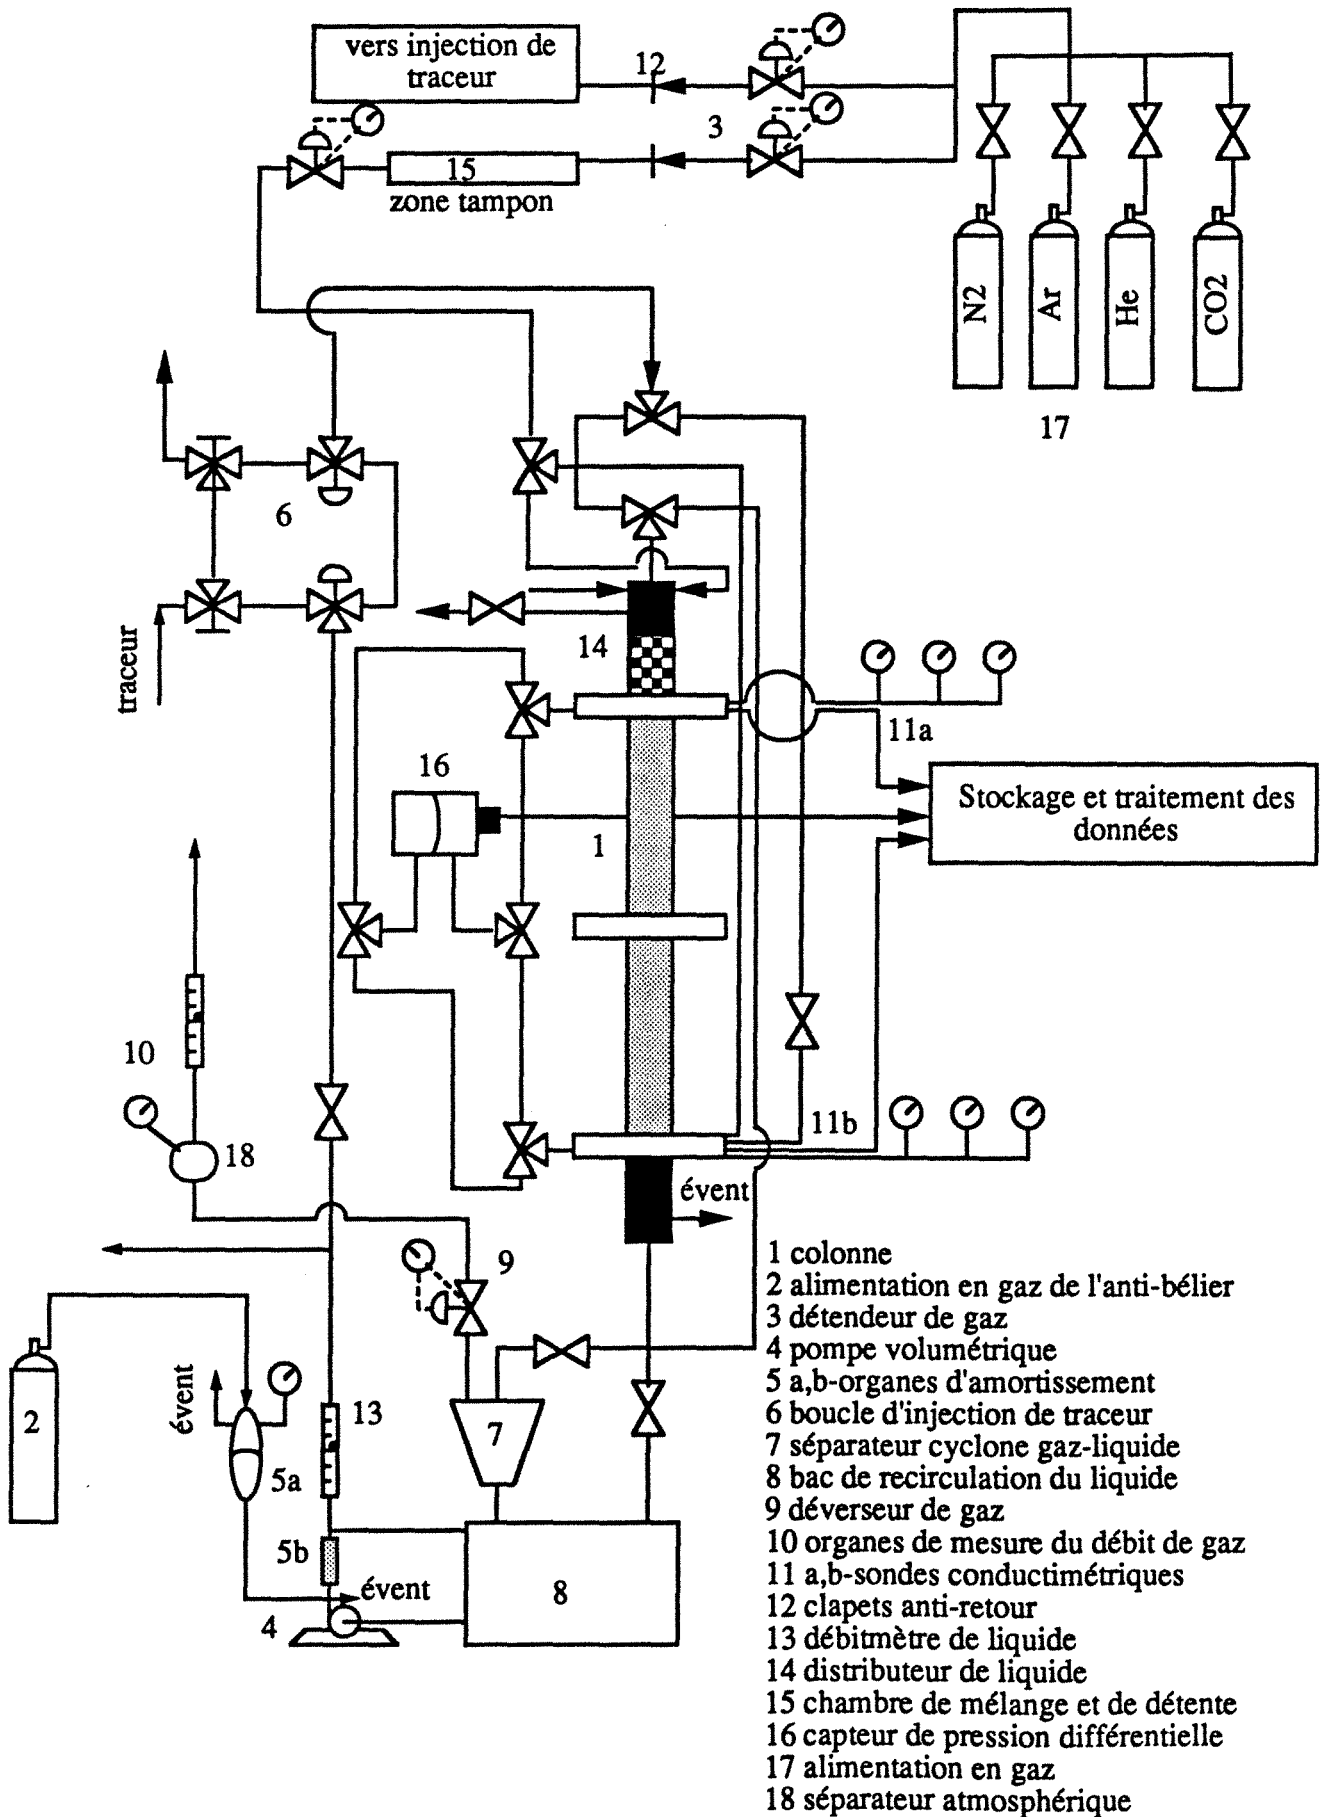 vers injection de
traceur
12
3
15
zone tampon
N2
Ar
He
CO2
17
6
traceur
14
11a
16
Stockage et traitement des
données
1
10
18
11b
évent
9
2
évent
5a
13
7
5b
évent
4
8
1 colonne
2 alimentation en gaz de l'anti-bélier
3 détendeur de gaz
4 pompe volumétrique
5 a,b-organes d'amortissement
6 boucle d'injection de traceur
7 séparateur cyclone gaz-liquide
8 bac de recirculation du liquide
9 déverseur de gaz
10 organes de mesure du débit de gaz
11 a,b-sondes conductimétriques
12 clapets anti-retour
13 débitmètre de liquide
14 distributeur de liquide
15 chambre de mélange et de détente
16 capteur de pression différentielle
17 alimentation en gaz
18 séparateur atmosphérique